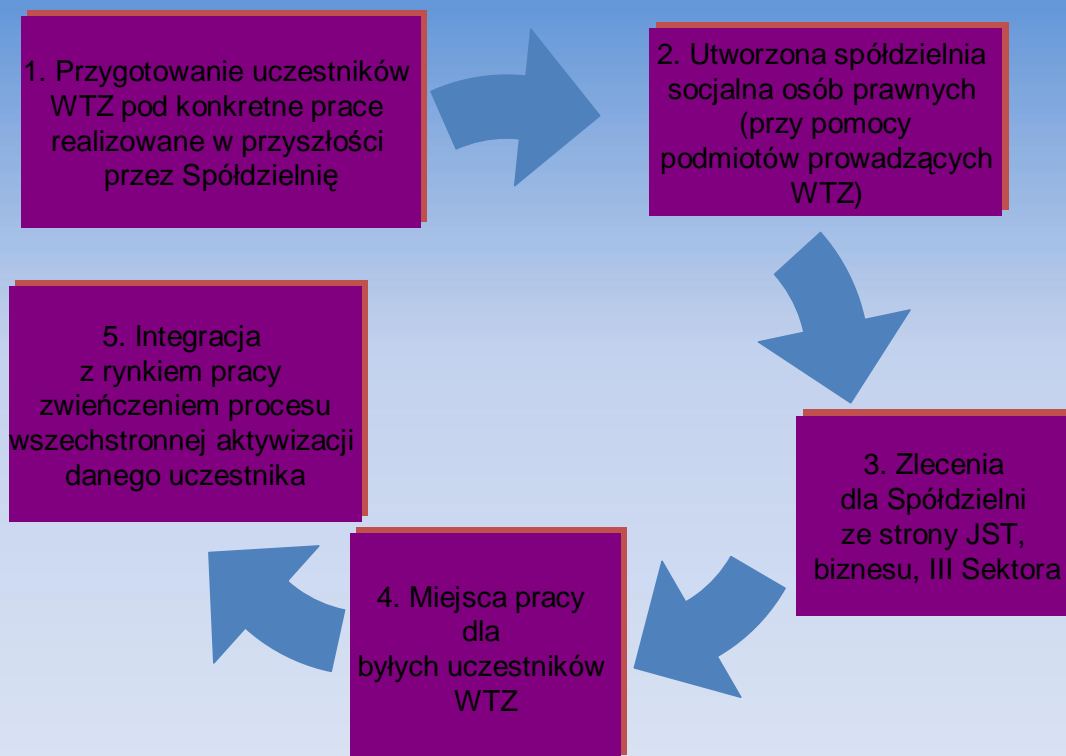 1. Przygotowanie uczestników
WTZ pod konkretne prace
realizowane w przyszłości
przez Spółdzielnię
2. Utworzona spółdzielnia
socjalna osób prawnych
(przy pomocy
podmiotów prowadzących
WTZ)
3. Zlecenia
dla Spółdzielni
ze strony JST,
biznesu, III Sektora
4. Miejsca pracy
dla
byłych uczestników
WTZ
5. Integracja
z rynkiem pracy
zwieńczeniem procesu
wszechstronnej aktywizacji
danego uczestnika